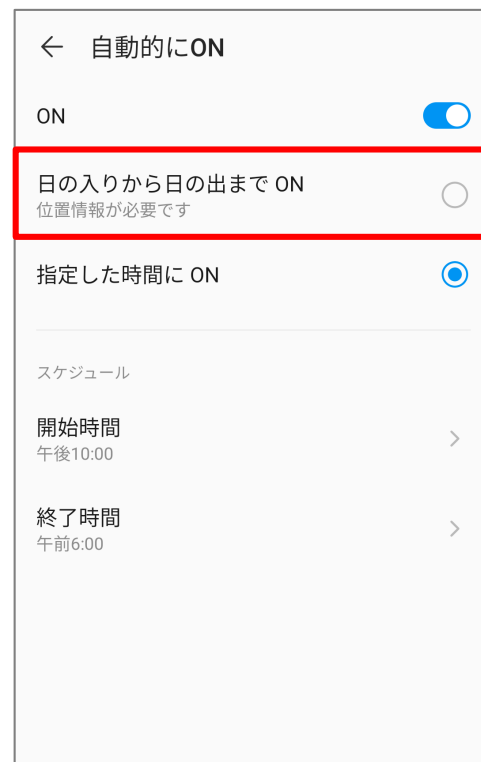 自動的にON
ON
日の入りから日の出まで ON
位置情報が必要です
指定した時間に ON
スケジュール
開始時間
午後10:00
終了時間
午前6:00